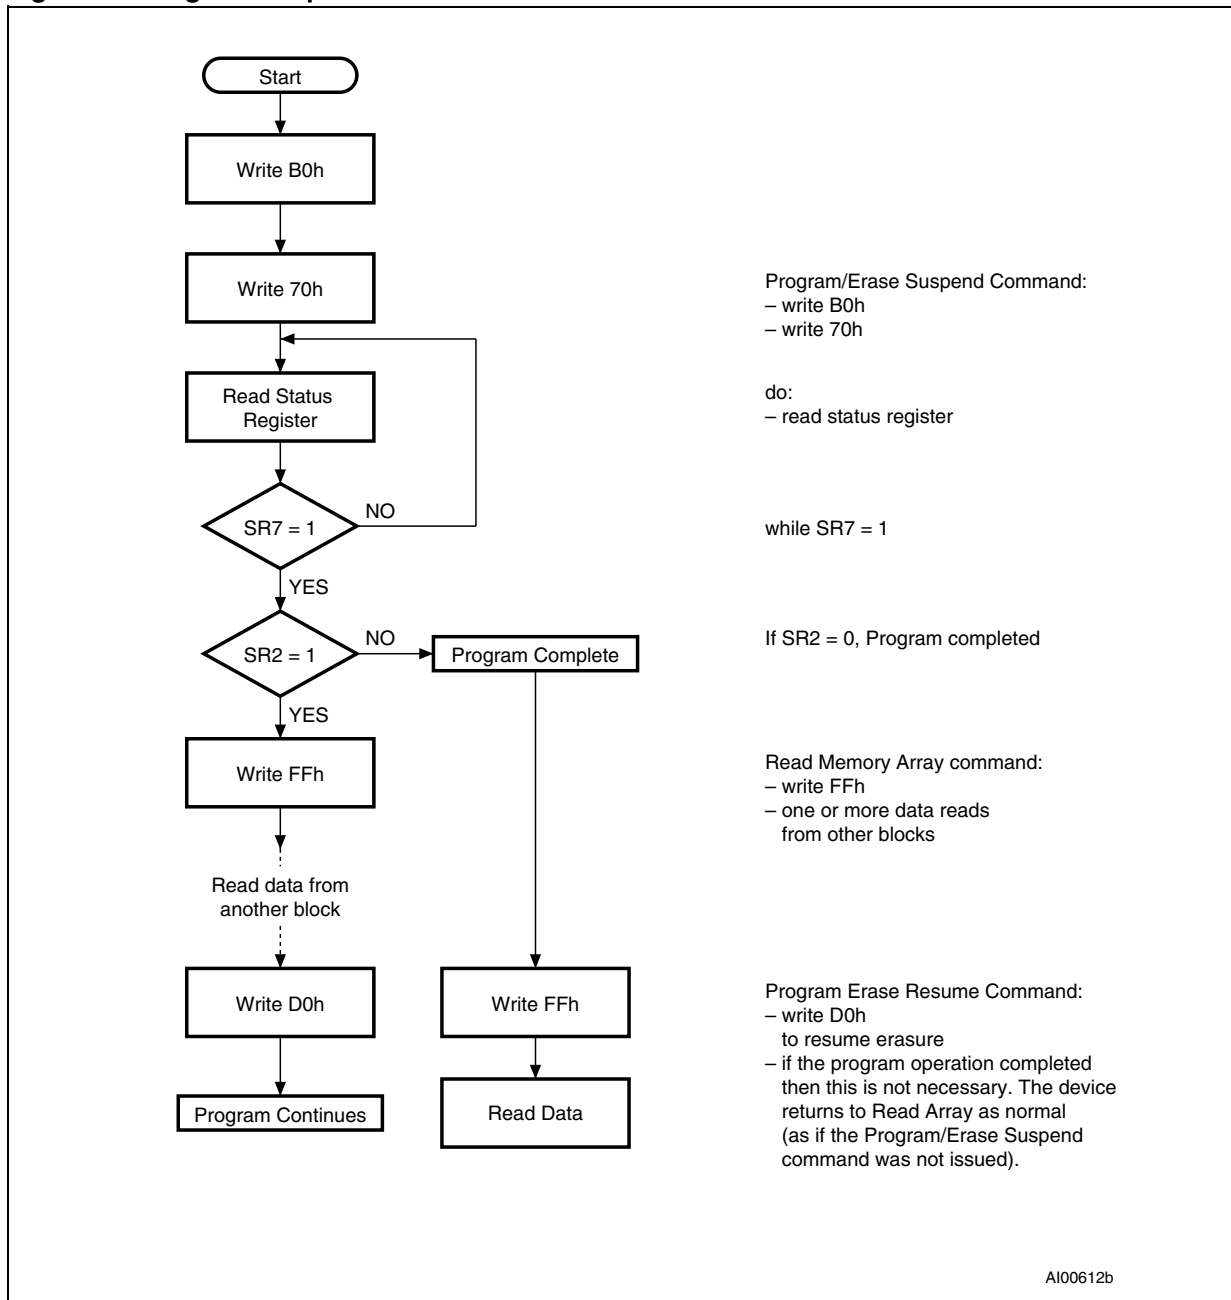 Start
Write B0h
Write 70h
Read Status
Register
SR7 = 1
NO
YES
SR2 = 1
NO
Program Complete
YES
Write FFh
Read data from
another block
Write D0h
Program Continues
Write FFh
Read Data
Program/Erase Suspend Command:
– write B0h
– write 70h
do:
– read status register
while SR7 = 1
If SR2 = 0, Program completed
Read Memory Array command:
– write FFh
– one or more data reads
from other blocks
Program Erase Resume Command:
– write D0h
to resume erasure
– if the program operation completed
then this is not necessary. The device
returns to Read Array as normal
(as if the Program/Erase Suspend
command was not issued).
AI00612b